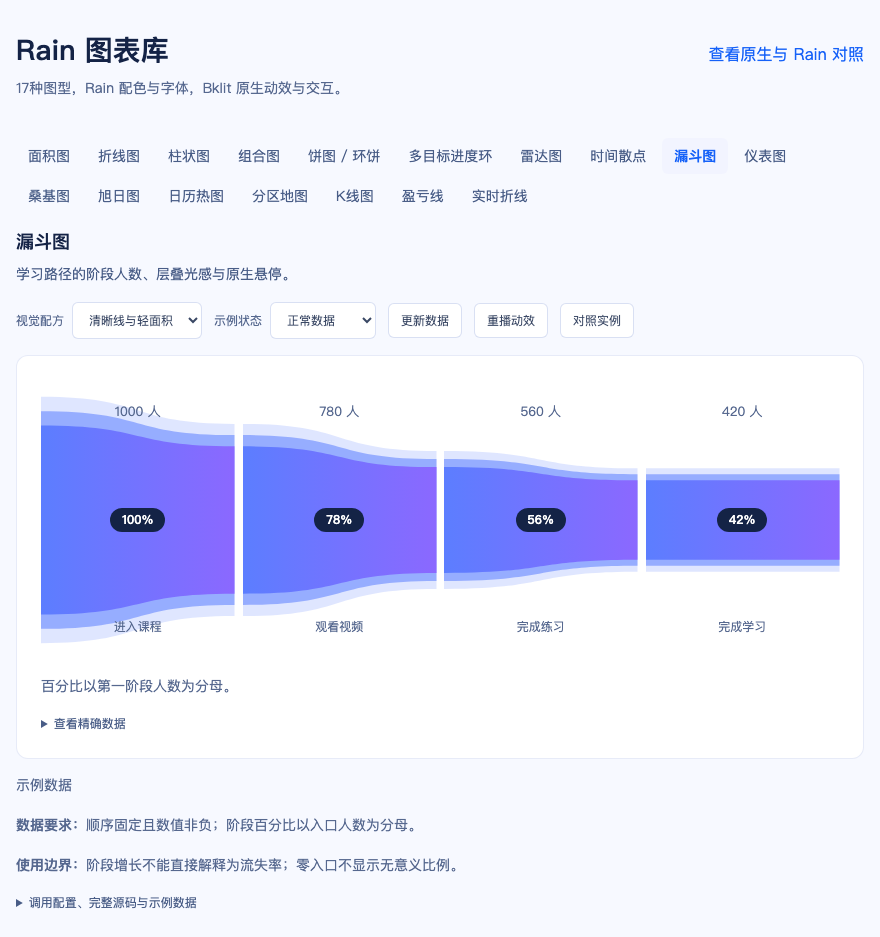 Rain 图表库
查看原生与 Rain 对照
17种图型，Rain 配色与字体，Bklit 原生动效与交互。
面积图 折线图 柱状图 组合图 饼图 / 环饼 多目标进度环 雷达图 时间散点 漏斗图 仪表图
桑基图 旭日图 日历热图 分区地图 K线图 盈亏线 实时折线
漏斗图
学习路径的阶段人数、层叠光感与原生悬停。
视觉配方 清晰线与轻面积 示例状态 正常数据 更新数据 重播动效 对照实例
1000 人 780 人 560 人 420 人
100% 78% 56% 42%
进入课程 观看视频 完成练习 完成学习
百分比以第一阶段人数为分母。
查看精确数据
示例数据
数据要求：顺序固定且数值非负；阶段百分比以入口人数为分母。
使用边界：阶段增长不能直接解释为流失率；零入口不显示无意义比例。
调用配置、完整源码与示例数据